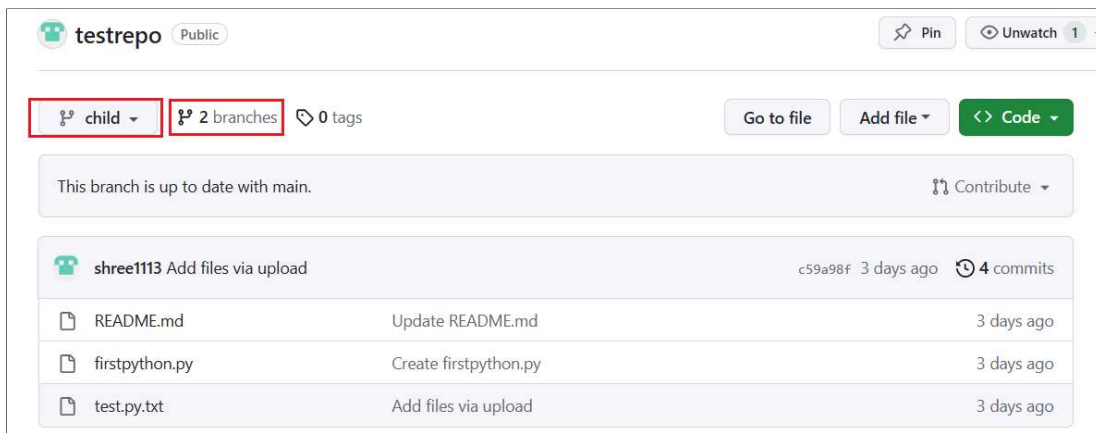 testrepo Public Pin Unwatch 1
child 2 branches 0 tags Go to file Add file <> Code
This branch is up to date with main. Contribute
shree1113 Add files via upload c59a98f 3 days ago 4 commits
README.md Update README.md 3 days ago
firstpython.py Create firstpython.py 3 days ago
test.py.txt Add files via upload 3 days ago